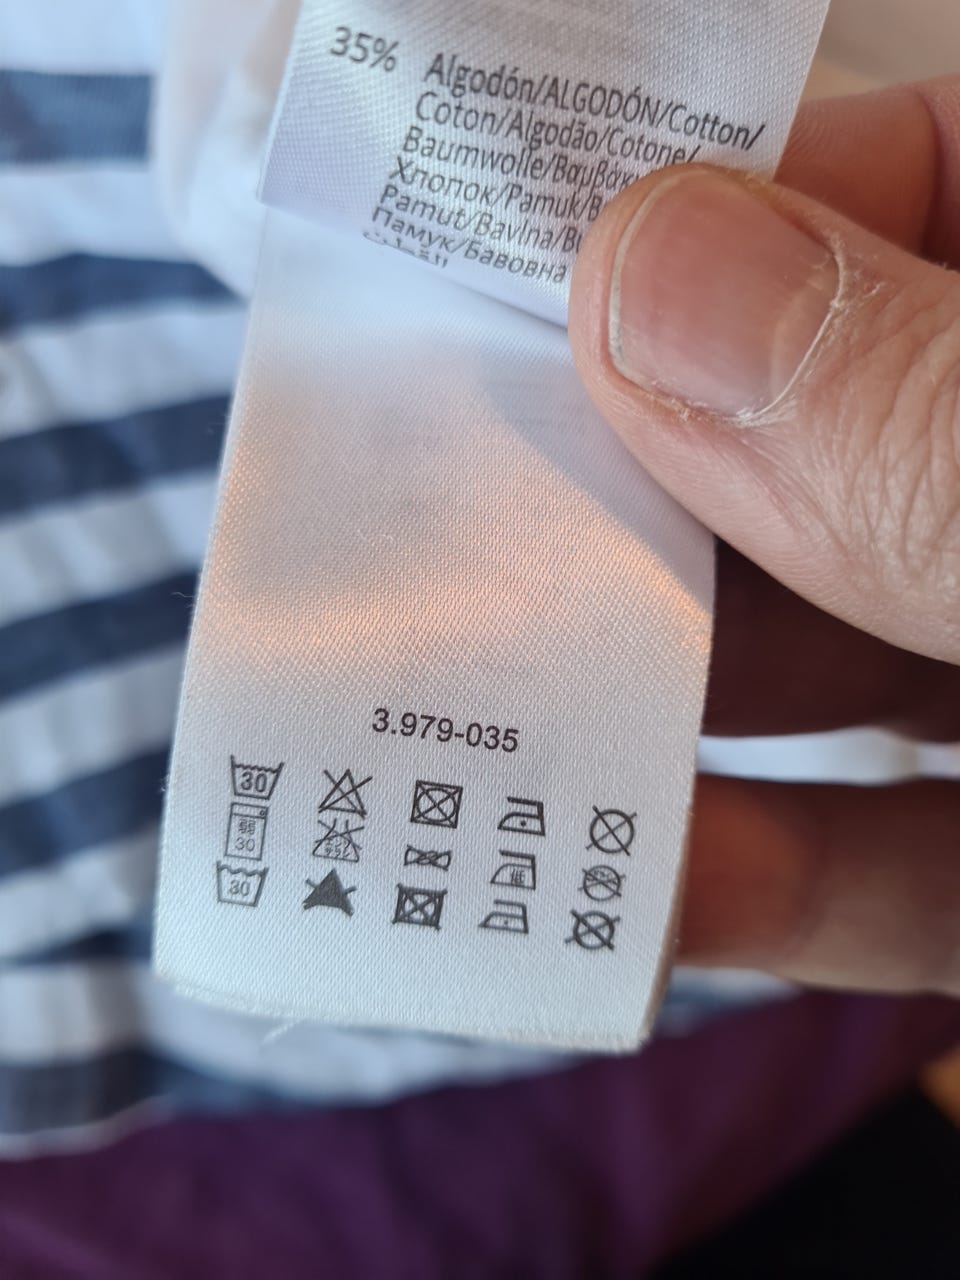 35% Algodón/ALGODÓN/Cotton/
Coton/Algodão/Cotone/
Baumwolle/
Хлопок/Pamuk/
Pamut/Bavlna/
Памук/Бавовна
3.979-035
30
弱
30
30